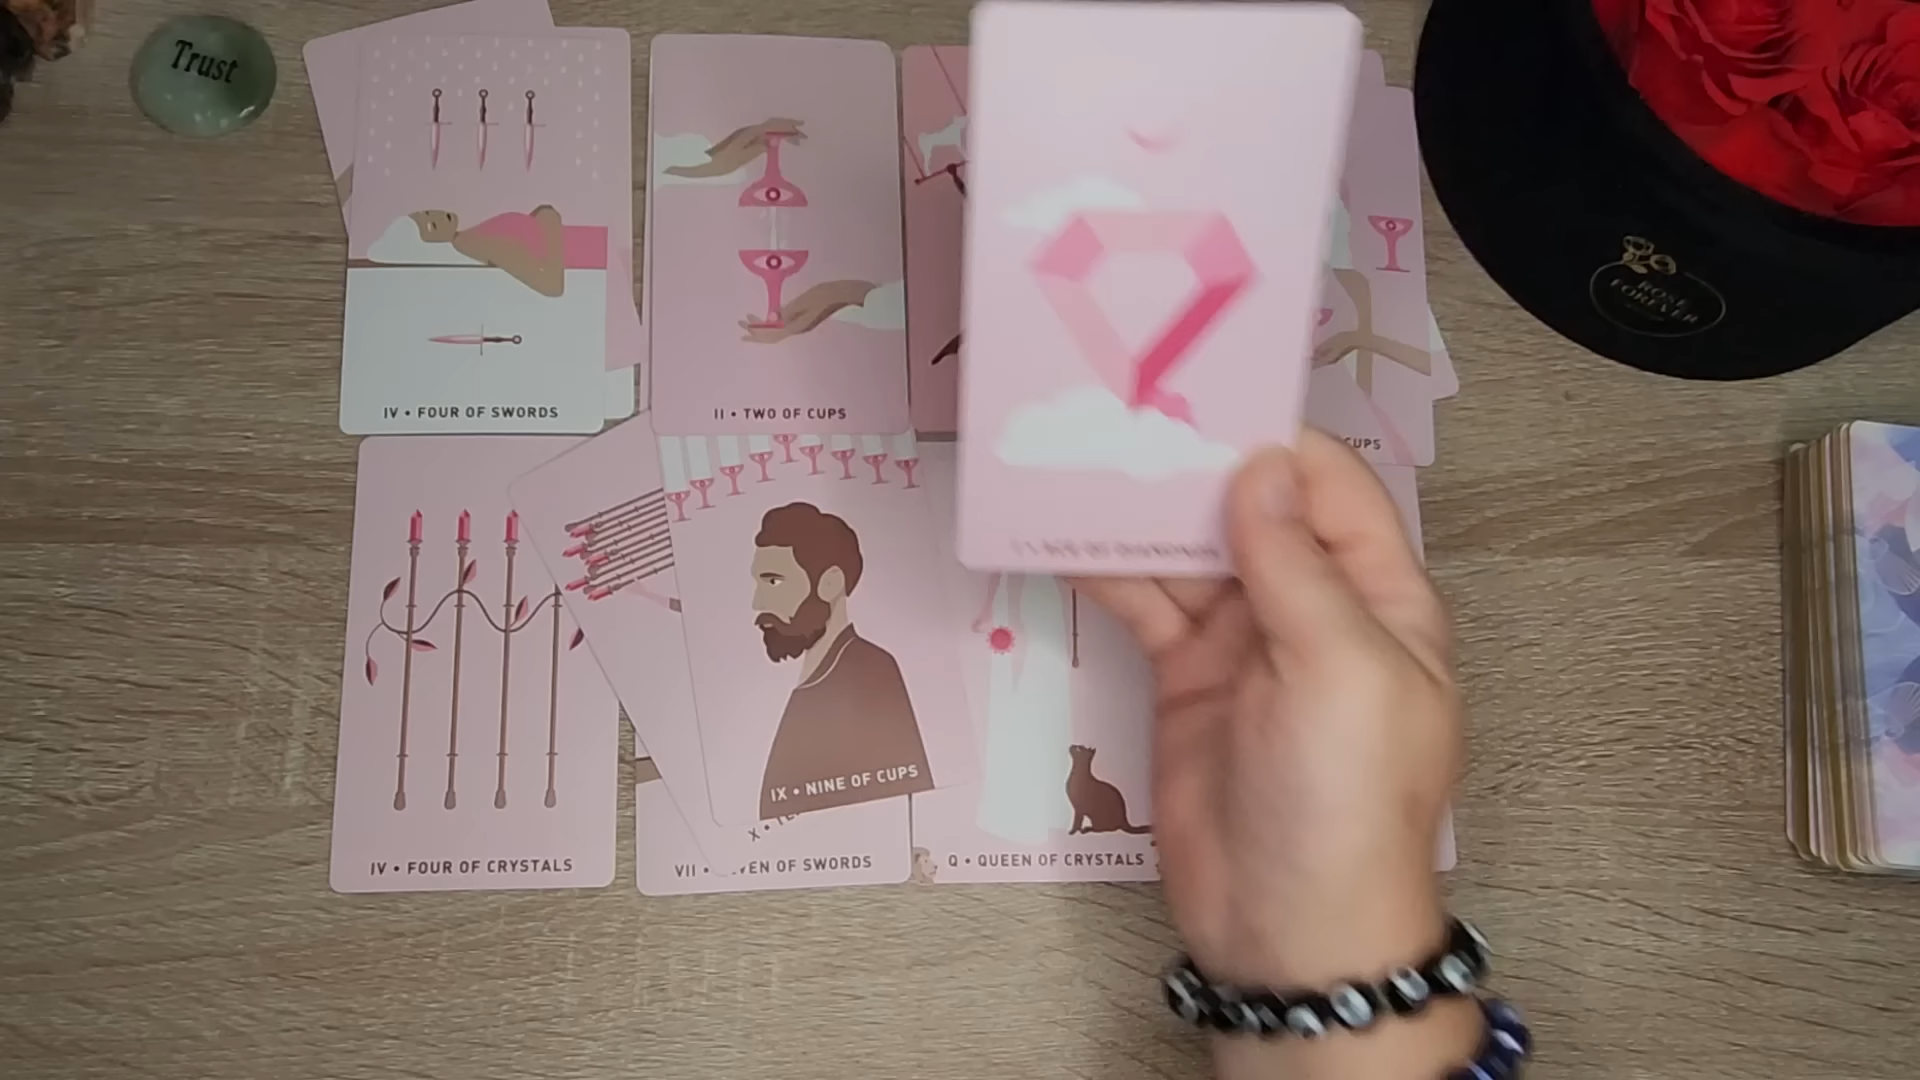 Trust
IV • FOUR OF SWORDS
II • TWO OF CUPS
CUPS
ROSE
FOREVER
IX • NINE OF CUPS
X •
IV • FOUR OF CRYSTALS
VII • VEN OF SWORDS
Q • QUEEN OF CRYSTALS